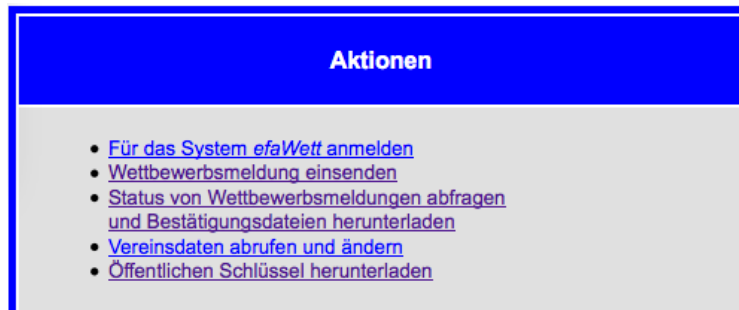 Aktionen
Für das System efaWett anmelden
Wettbewerbsmeldung einsenden
Status von Wettbewerbsmeldungen abfragen
und Bestätigungsdateien herunterladen
Vereinsdaten abrufen und ändern
Öffentlichen Schlüssel herunterladen